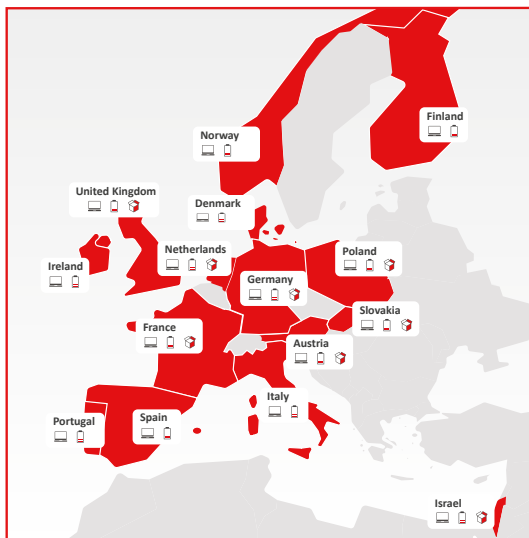 Finland
Norway
United Kingdom
Denmark
Netherlands
Poland
Ireland
Germany
Slovakia
France
Austria
Italy
Portugal
Spain
Israel